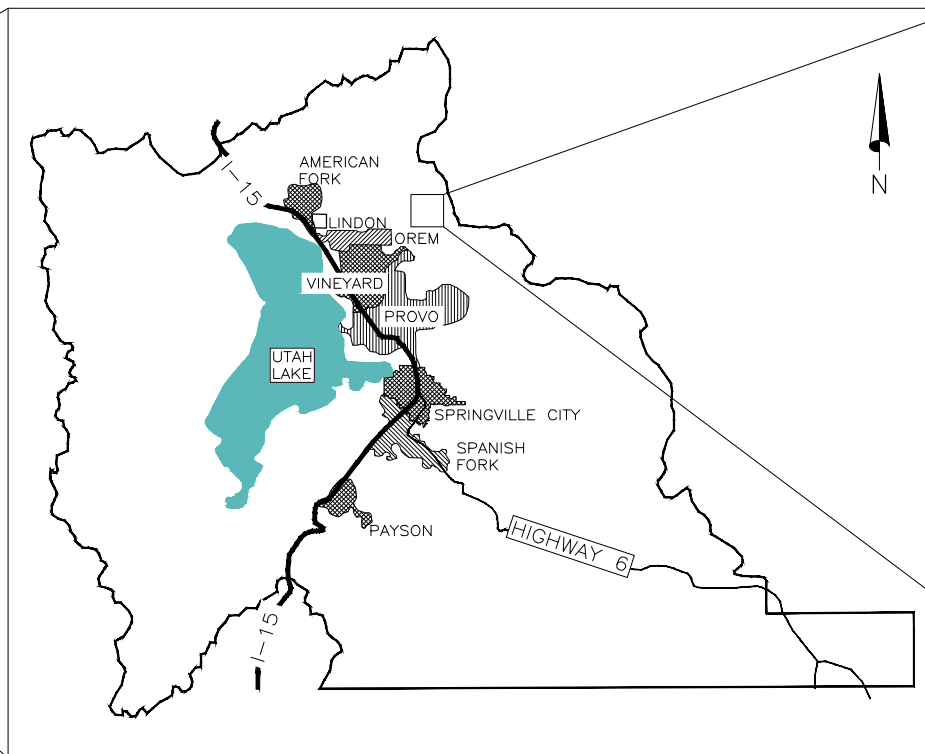 AMERICAN
FORK
I-15
N
LINDON
OREM
VINEYARD
PROVO
UTAH
LAKE
SPRINGVILLE CITY
SPANISH
FORK
PAYSON
HIGHWAY 6
I-15